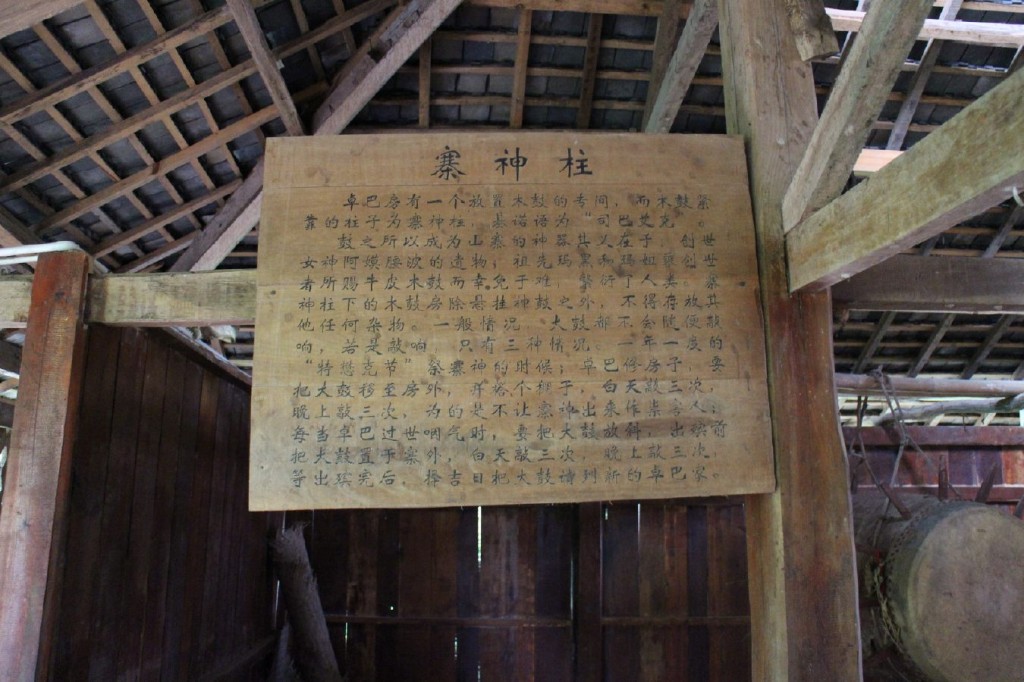 寨神柱
卓巴房有一个放置木鼓的专间，而木鼓紧
靠的柱子为寨神柱，基诺语为“司巴艾克”
鼓之所以成为山寨的神器其义在于，创世
女神阿嫫腰波的遗物，祖先玛黑和玛妞遵创世
者所赐牛皮木鼓而幸免于难，繁衍了人类。寨
神柱下的木鼓房除悬挂神鼓之外，不得存放其
他任何杂物。一般情况，大鼓都不会随便敲
响，若是敲响，只有三种情况：一年一度的
“特懋克节”祭寨神的时候；卓巴修房子，要
把大鼓移至房外，并搭个棚子，白天敲三次，
晚上敲三次，为的是不让寨神出来作祟害人；
每当卓巴过世咽气时，要把大鼓放斜，出殡前
把大鼓置于寨外，白天敲三次，晚上敲三次，
等出殡完后，择吉日把大鼓请到新的卓巴家。